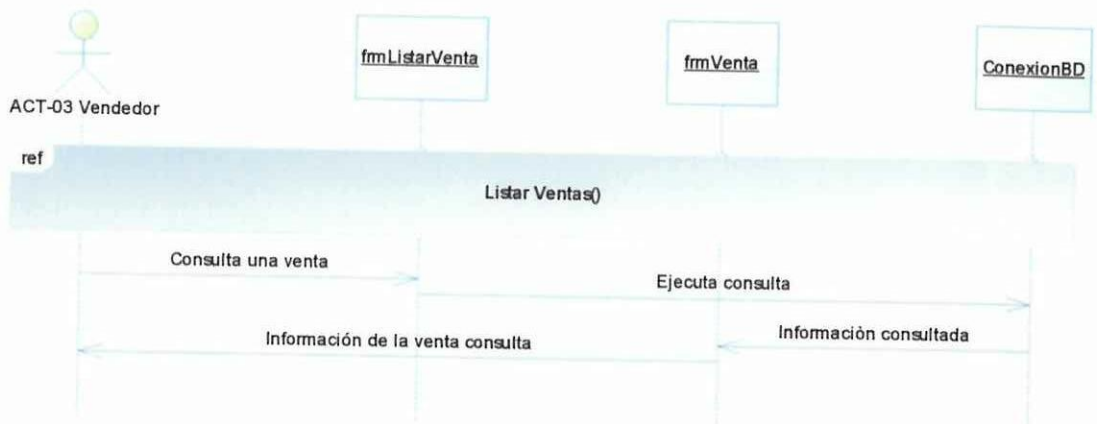 frmListarVenta
frmVenta
ConexionBD
ACT-03 Vendedor
ref
Listar Ventas()
Consulta una venta
Ejecuta consulta
Información de la venta consulta
Informaciòn consultada